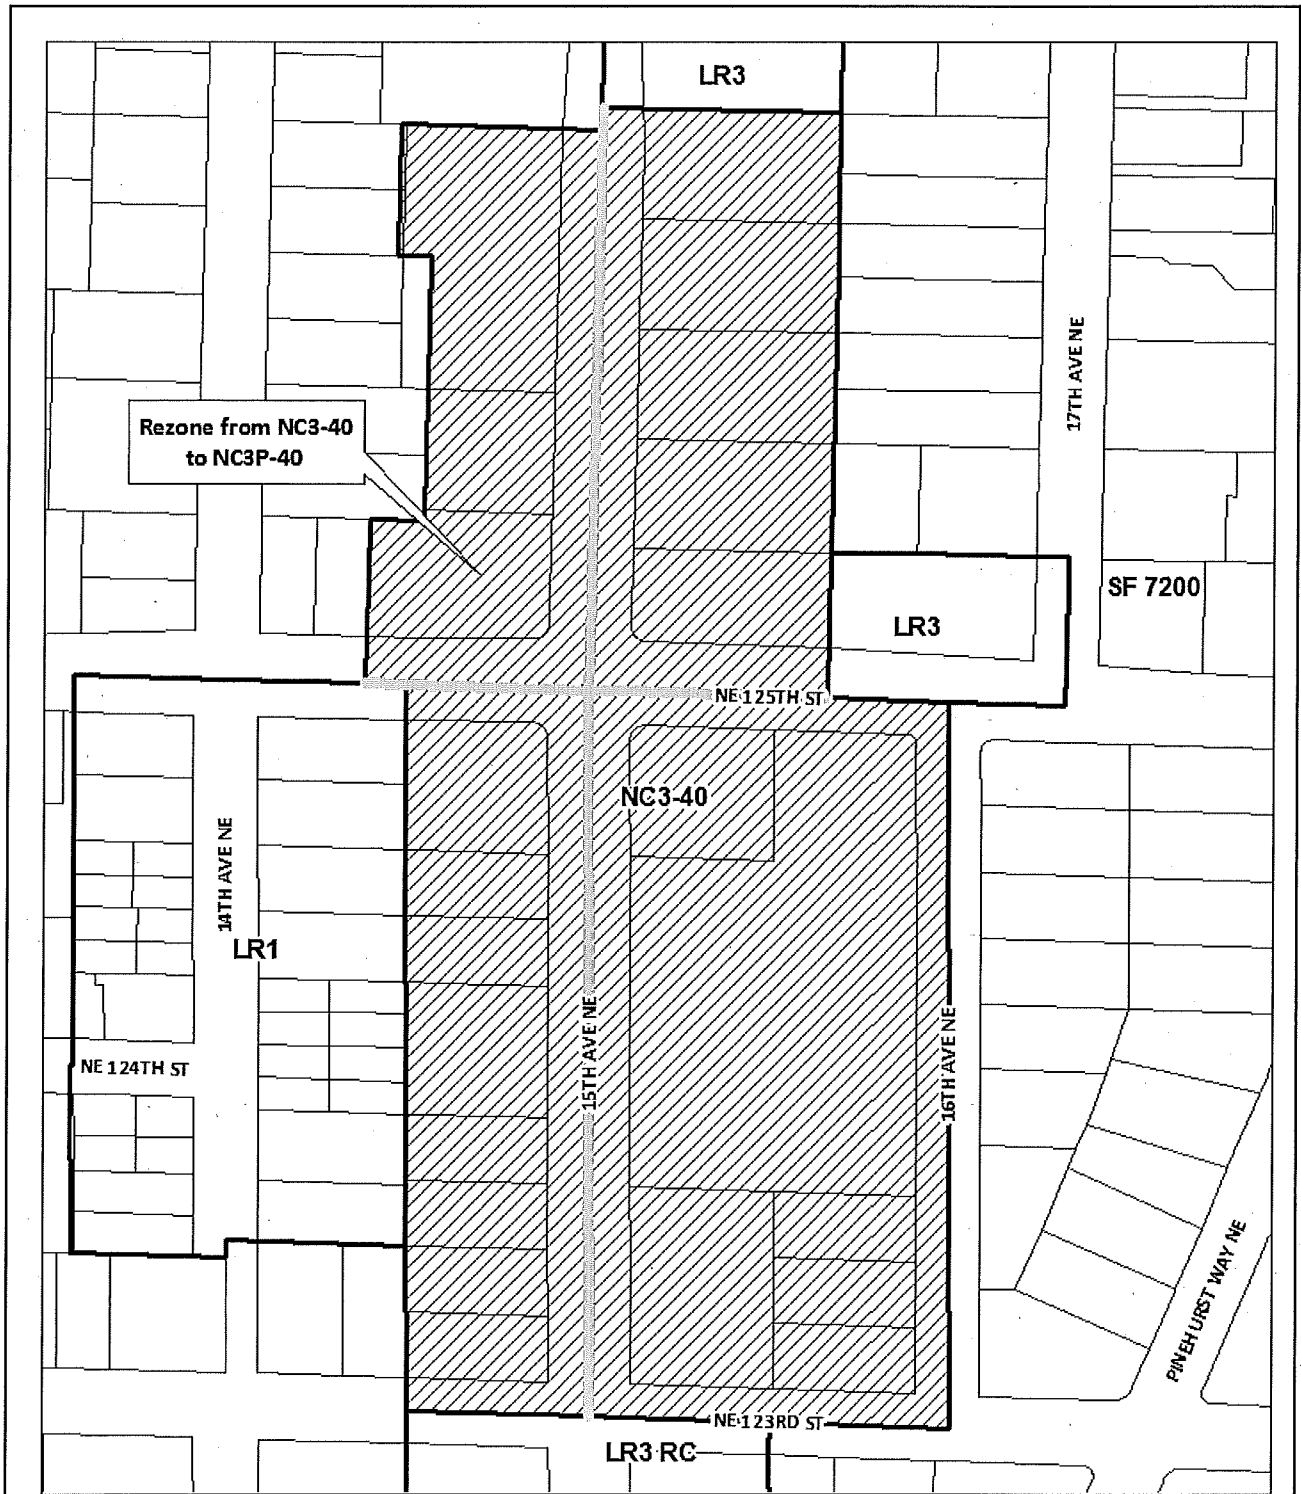 LR3
17TH AVE NE
Rezone from NC3-40
to NC3P-40
SF 7200
LR3
NE 125TH ST
NC3-40
14TH AVE NE
LR1
15TH AVE NE
16TH AVE NE
NE 124TH ST
PINEHURST WAY NE
NE 123RD ST
LR3 RC